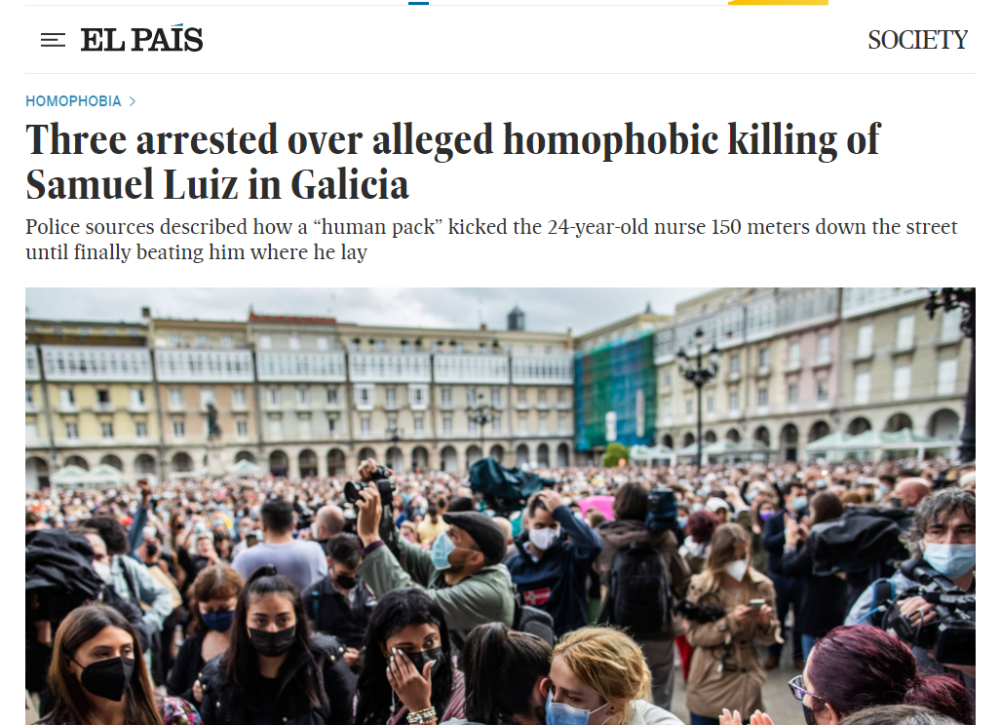 EL PAÍS
SOCIETY
HOMOPHOBIA
Three arrested over alleged homophobic killing of
Samuel Luiz in Galicia
Police sources described how a “human pack” kicked the 24-year-old nurse 150 meters down the street
until finally beating him where he lay